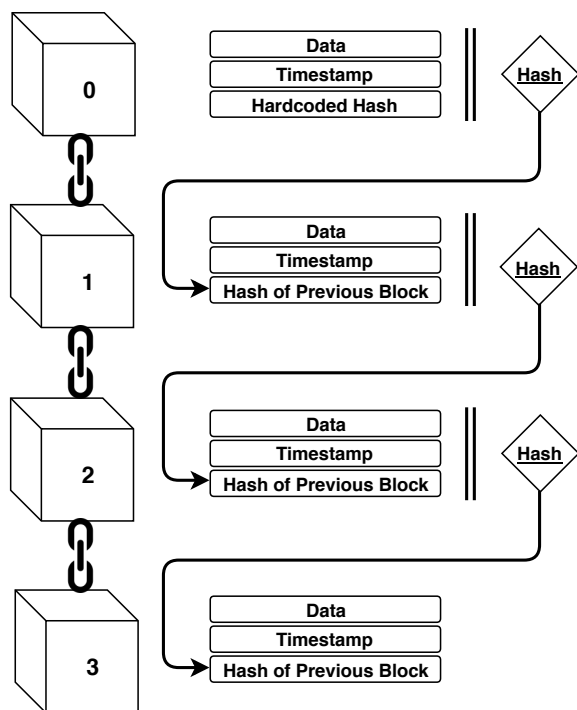 0
Data
Timestamp
Hardcoded Hash
Hash
1
Data
Timestamp
Hash of Previous Block
Hash
2
Data
Timestamp
Hash of Previous Block
Hash
3
Data
Timestamp
Hash of Previous Block